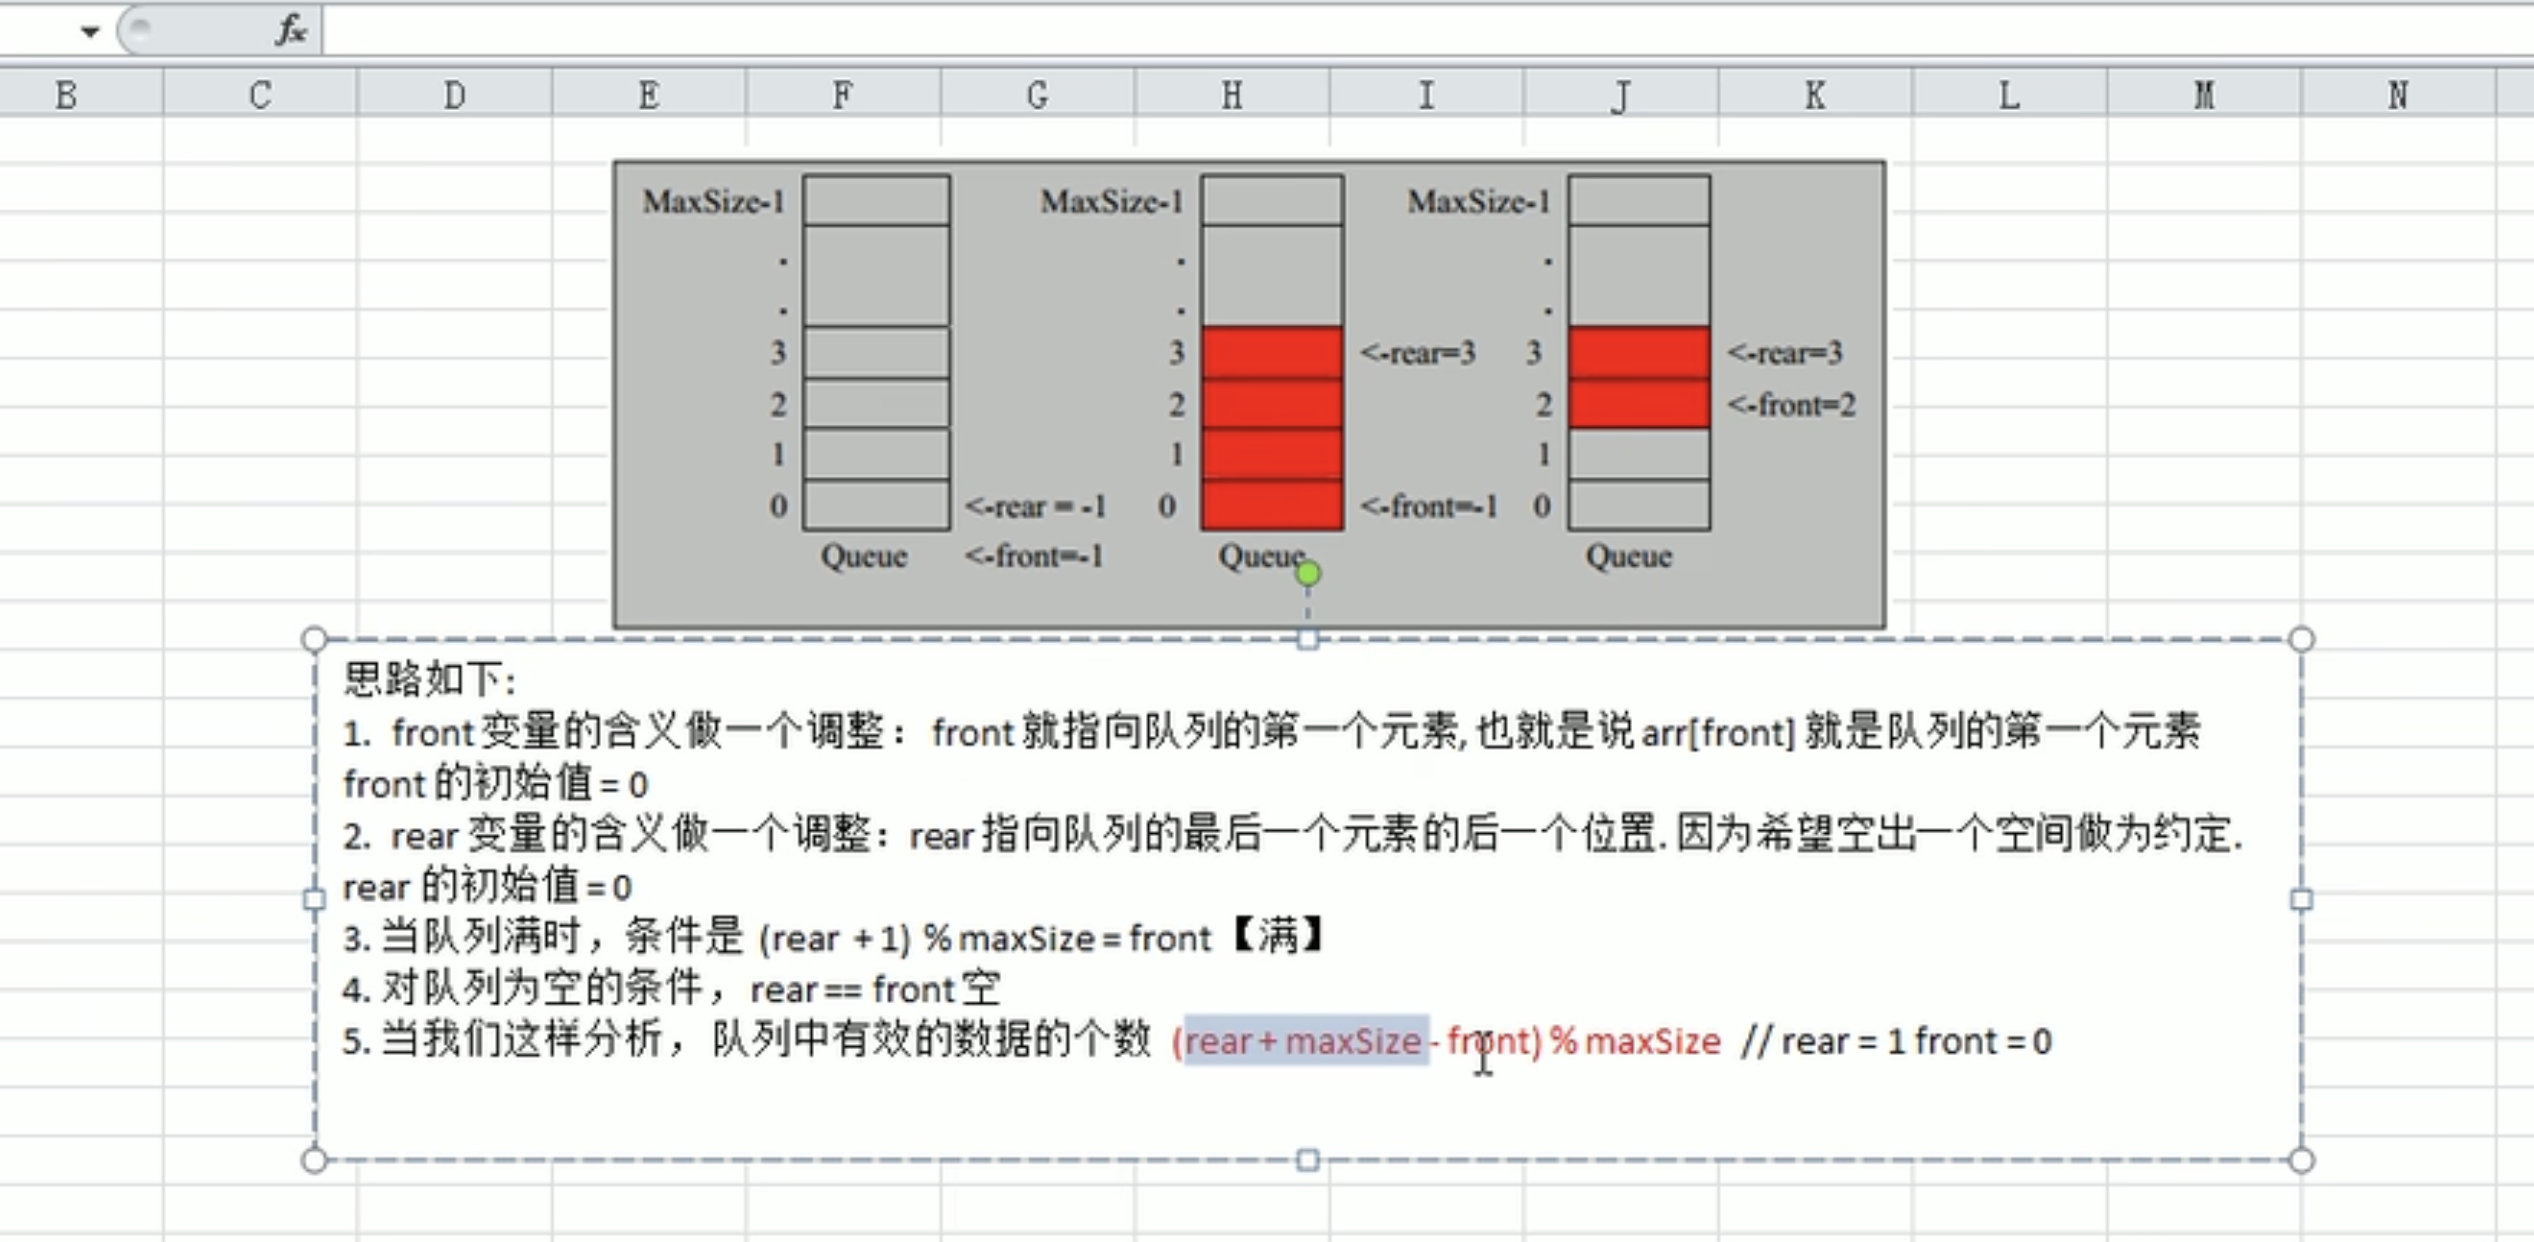 fx
B C D E F G H I J K L M N
MaxSize-1 MaxSize-1 MaxSize-1
. . .
. . .
3 3 <-rear=3 3 <-rear=3
2 2 2 <-front=2
1 1 1
0 <-rear = -1 0 <-front=-1 0
Queue <-front=-1 Queue Queue
思路如下:
1. front 变量的含义做一个调整：front 就指向队列的第一个元素, 也就是说 arr[front] 就是队列的第一个元素
front 的初始值 = 0
2. rear 变量的含义做一个调整：rear 指向队列的最后一个元素的后一个位置. 因为希望空出一个空间做为约定.
rear 的初始值 = 0
3. 当队列满时，条件是 (rear + 1) % maxSize = front 【满】
4. 对队列为空的条件，rear == front 空
5. 当我们这样分析，队列中有效的数据的个数 (rear + maxSize - front) % maxSize // rear = 1 front = 0